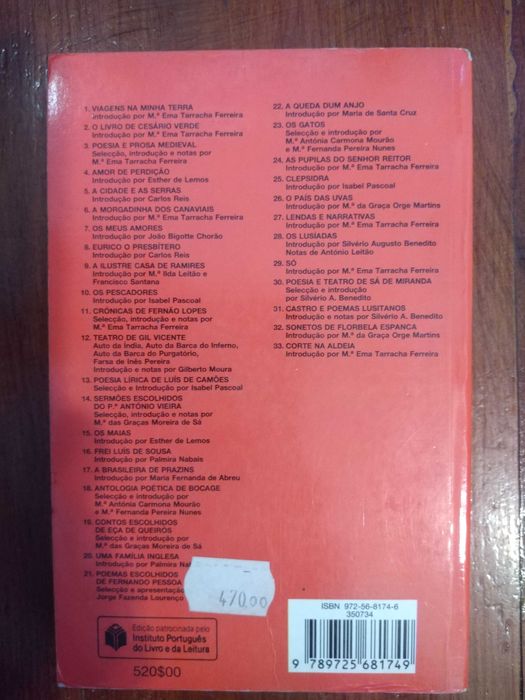 1. VIAGENS NA MINHA TERRA
Introdução por M.ª Ema Tarracha Ferreira
2. O LIVRO DE CESÁRIO VERDE
Introdução por M.ª Ema Tarracha Ferreira
3. POESIA E PROSA MEDIEVAL
Selecção, introdução e notas por
M.ª Ema Tarracha Ferreira
4. AMOR DE PERDIÇÃO
Introdução por Esther de Lemos
5. A CIDADE E AS SERRAS
Introdução por Carlos Reis
6. A MORGADINHA DOS CANAVIAIS
Introdução por M.ª Ema Tarracha Ferreira
7. OS MEUS AMORES
Introdução por João Bigotte Chorão
8. EURICO O PRESBÍTERO
Introdução por Carlos Reis
9. A ILUSTRE CASA DE RAMIRES
Introdução por M.ª Ilda Leitão e
Francisco Santana
10. OS PESCADORES
Introdução por Isabel Pascoal
11. CRÓNICAS DE FERNÃO LOPES
Selecção, introdução e notas por
M.ª Ema Tarracha Ferreira
12. TEATRO DE GIL VICENTE
Auto da Índia, Auto da Barca do Inferno,
Auto da Barca do Purgatório,
Farsa de Inês Pereira
Introdução e notas por Gilberto Moura
13. POESIA LÍRICA DE LUÍS DE CAMÕES
Selecção e Introdução por Isabel Pascoal
14. SERMÕES ESCOLHIDOS
DO P.ª ANTÓNIO VIEIRA
Selecção, introdução e notas por
M.ª das Graças Moreira de Sá
15. OS MAIAS
Introdução por Esther de Lemos
16. FREI LUÍS DE SOUSA
Introdução por Palmira Nabais
17. A BRASILEIRA DE PRAZINS
Introdução por Maria Fernanda de Abreu
18. ANTOLOGIA POÉTICA DE BOCAGE
Selecção e introdução por
M.ª Antónia Carmona Mourão
e M.ª Fernanda Pereira Nunes
19. CONTOS ESCOLHIDOS
DE EÇA DE QUEIRÓS
Selecção e introdução por
M.ª das Graças Moreira de Sá
20. UMA FAMÍLIA INGLESA
Introdução por Palmira Nab
21. POEMAS ESCOLHIDOS
DE FERNANDO PESSOA
Selecção e apresentação
Jorge Fazenda Lourenço
22. A QUEDA DUM ANJO
Introdução por Maria de Santa Cruz
23. OS GATOS
Selecção e introdução por
M.ª Antónia Carmona Mourão
e M.ª Fernanda Pereira Nunes
24. AS PUPILAS DO SENHOR REITOR
Introdução por M.ª Ema Tarracha Ferreira
25. CLEPSIDRA
Introdução por Isabel Pascoal
26. O PAÍS DAS UVAS
Introdução por M.ª da Graça Orge Martins
27. LENDAS E NARRATIVAS
Introdução por M.ª Ema Tarracha Ferreira
28. OS LUSÍADAS
Introdução por Silvério Augusto Benedito
Notas de António Leitão
29. SÓ
Introdução por M.ª Ema Tarracha Ferreira
30. POESIA E TEATRO DE SÁ DE MIRANDA
Selecção e introdução
por Silvério A. Benedito
31. CASTRO E POEMAS LUSITANOS
Introdução e notas por Silvério A. Benedito
32. SONETOS DE FLORBELA ESPANCA
Introdução por M.ª da Graça Orge Martins
33. CORTE NA ALDEIA
Introdução por M.ª Ema Tarracha Ferreira
470.00
Edição patrocinada pelo
Instituto Português
do Livro e da Leitura
520$00
ISBN 972-56-8174-6
350734
9 789725 681749